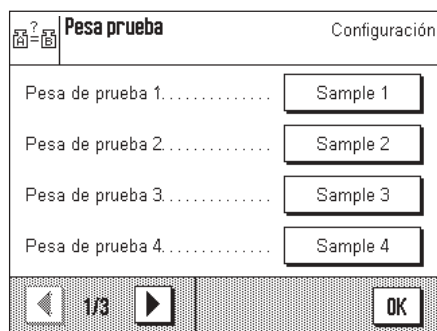 A?=B Pesa prueba Configuración
Pesa de prueba 1.............. Sample 1
Pesa de prueba 2.............. Sample 2
Pesa de prueba 3.............. Sample 3
Pesa de prueba 4.............. Sample 4
1/3 OK